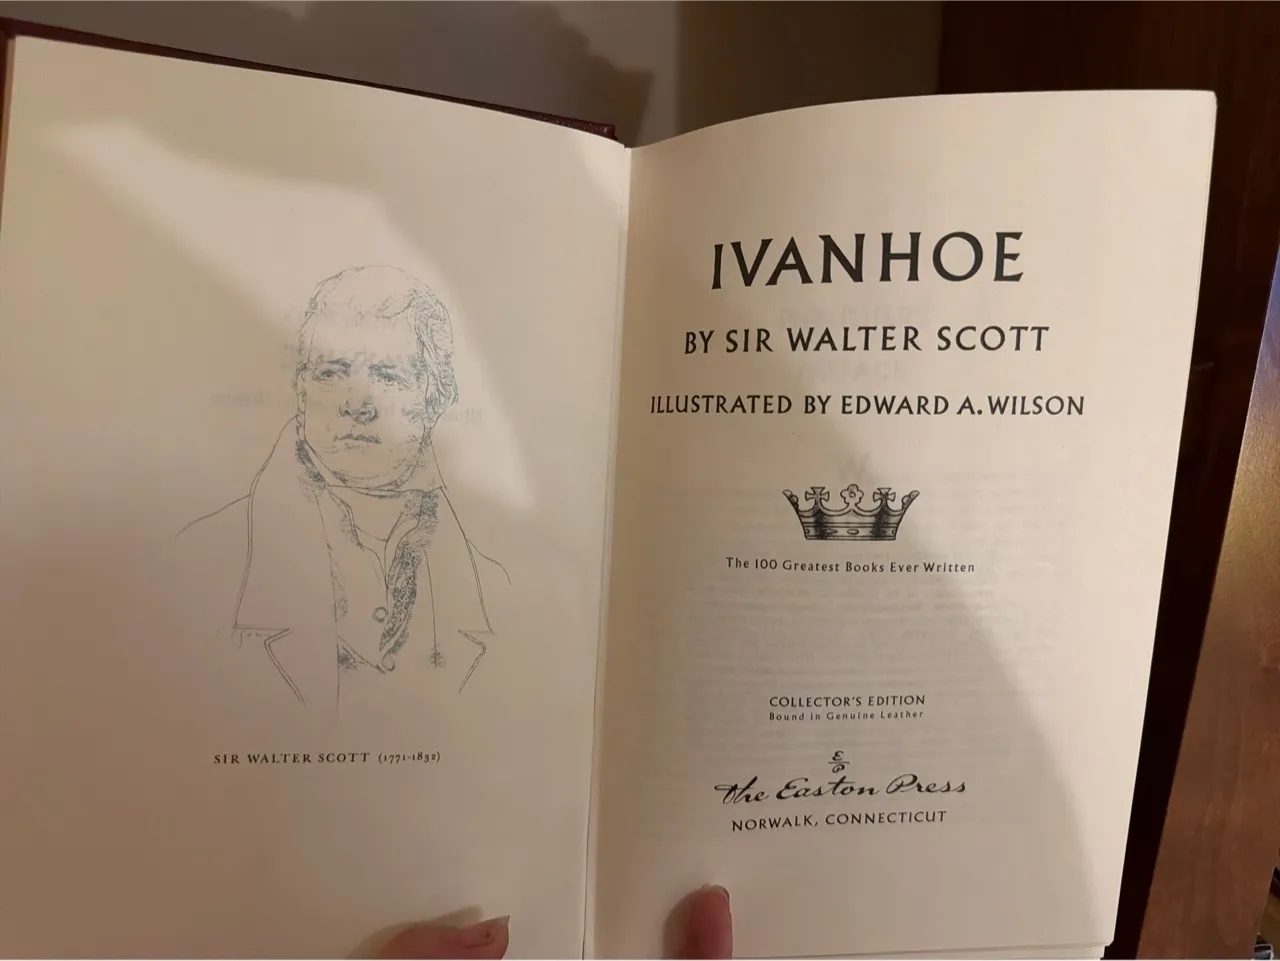 SIR WALTER SCOTT (1771-1832)
IVANHOE
BY SIR WALTER SCOTT
ILLUSTRATED BY EDWARD A. WILSON
The 100 Greatest Books Ever Written
COLLECTOR'S EDITION
Bound in Genuine Leather
E
P
The Easton Press
NORWALK, CONNECTICUT